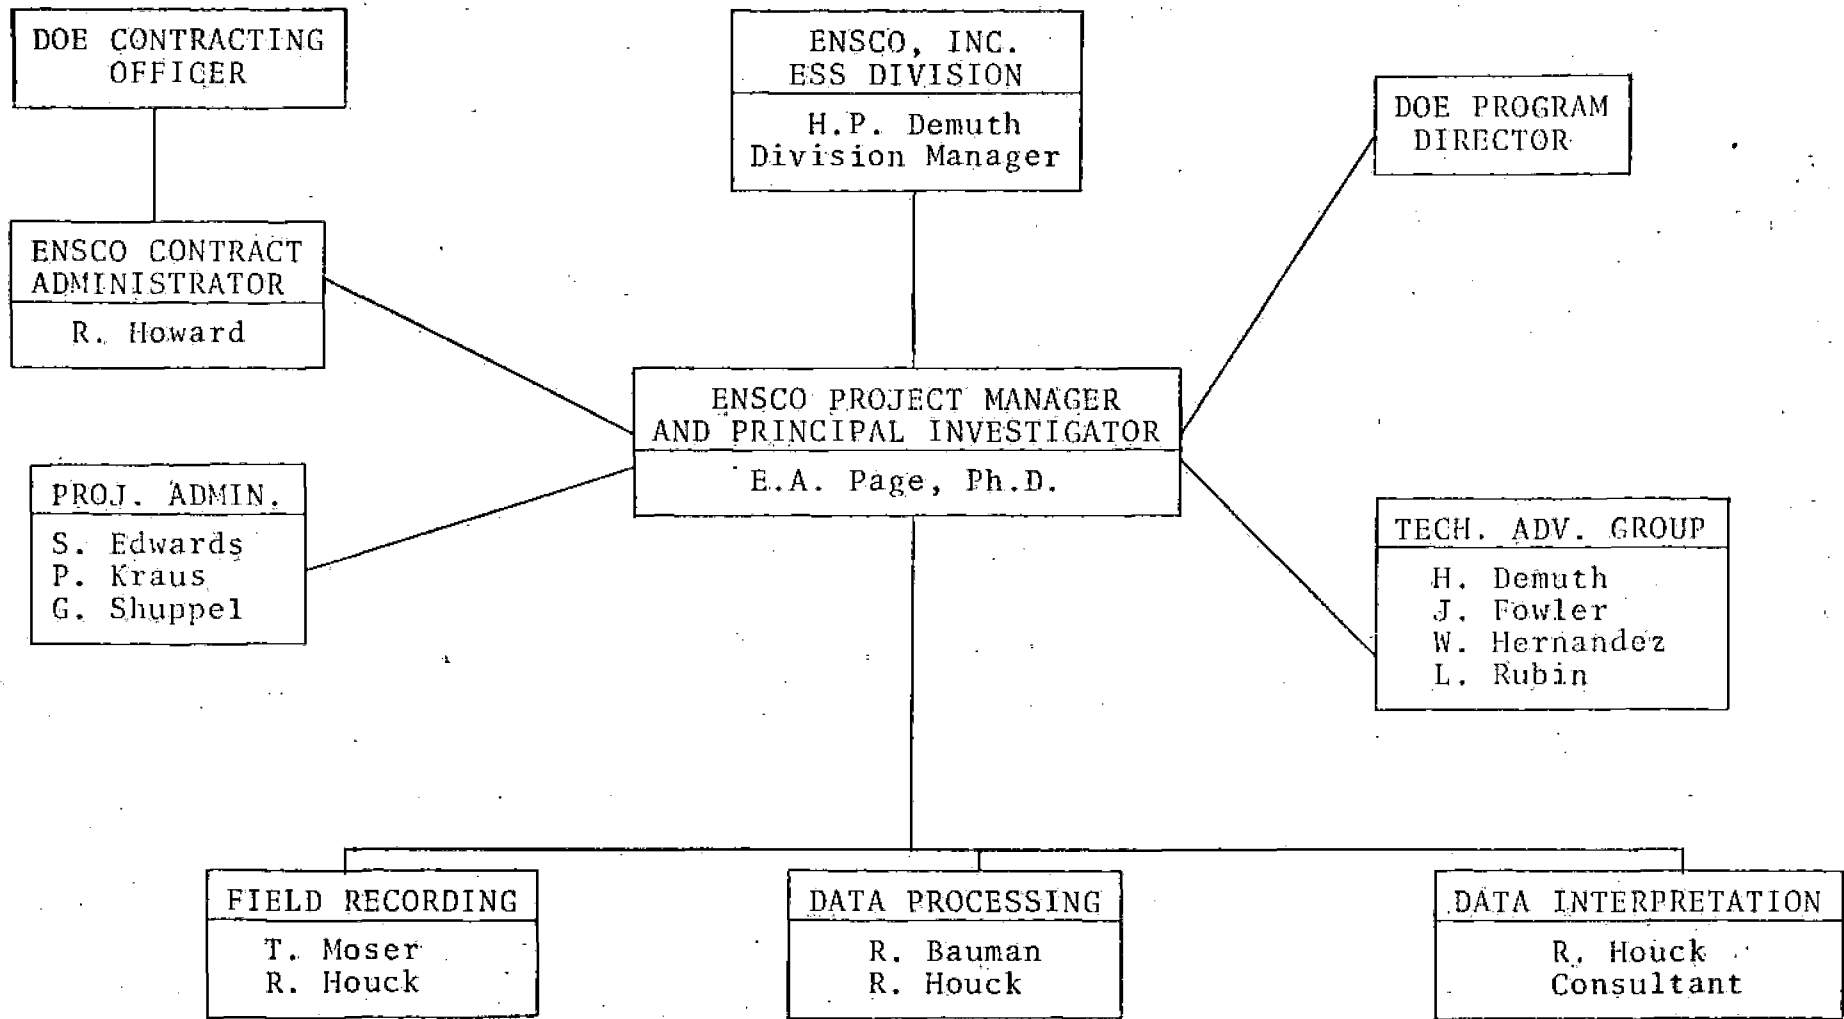 DOE CONTRACTING
OFFICER
ENSCO, INC.
ESS DIVISION
H.P. Demuth
Division Manager
DOE PROGRAM
DIRECTOR
ENSCO CONTRACT
ADMINISTRATOR
R. Howard
ENSCO PROJECT MANAGER
AND PRINCIPAL INVESTIGATOR
E.A. Page, Ph.D.
PROJ. ADMIN.
S. Edwards
P. Kraus
G. Shuppel
TECH. ADV. GROUP
H. Demuth
J. Fowler
W. Hernandez
L. Rubin
FIELD RECORDING
T. Moser
R. Houck
DATA PROCESSING
R. Bauman
R. Houck
DATA INTERPRETATION
R. Houck
Consultant